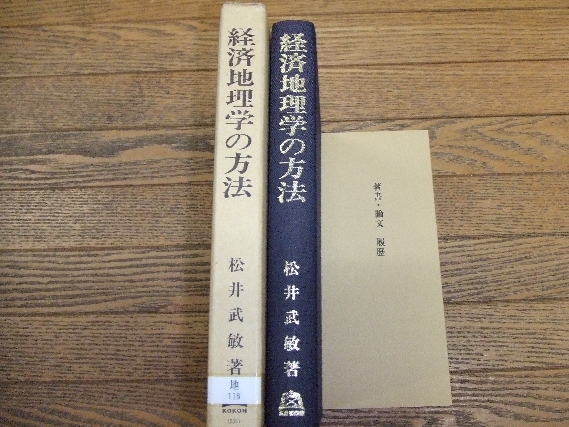 経済地理学の方法
松井武敏著
地
118
KOKON
経済地理学の方法
松井武敏著
著書・論文 履歴